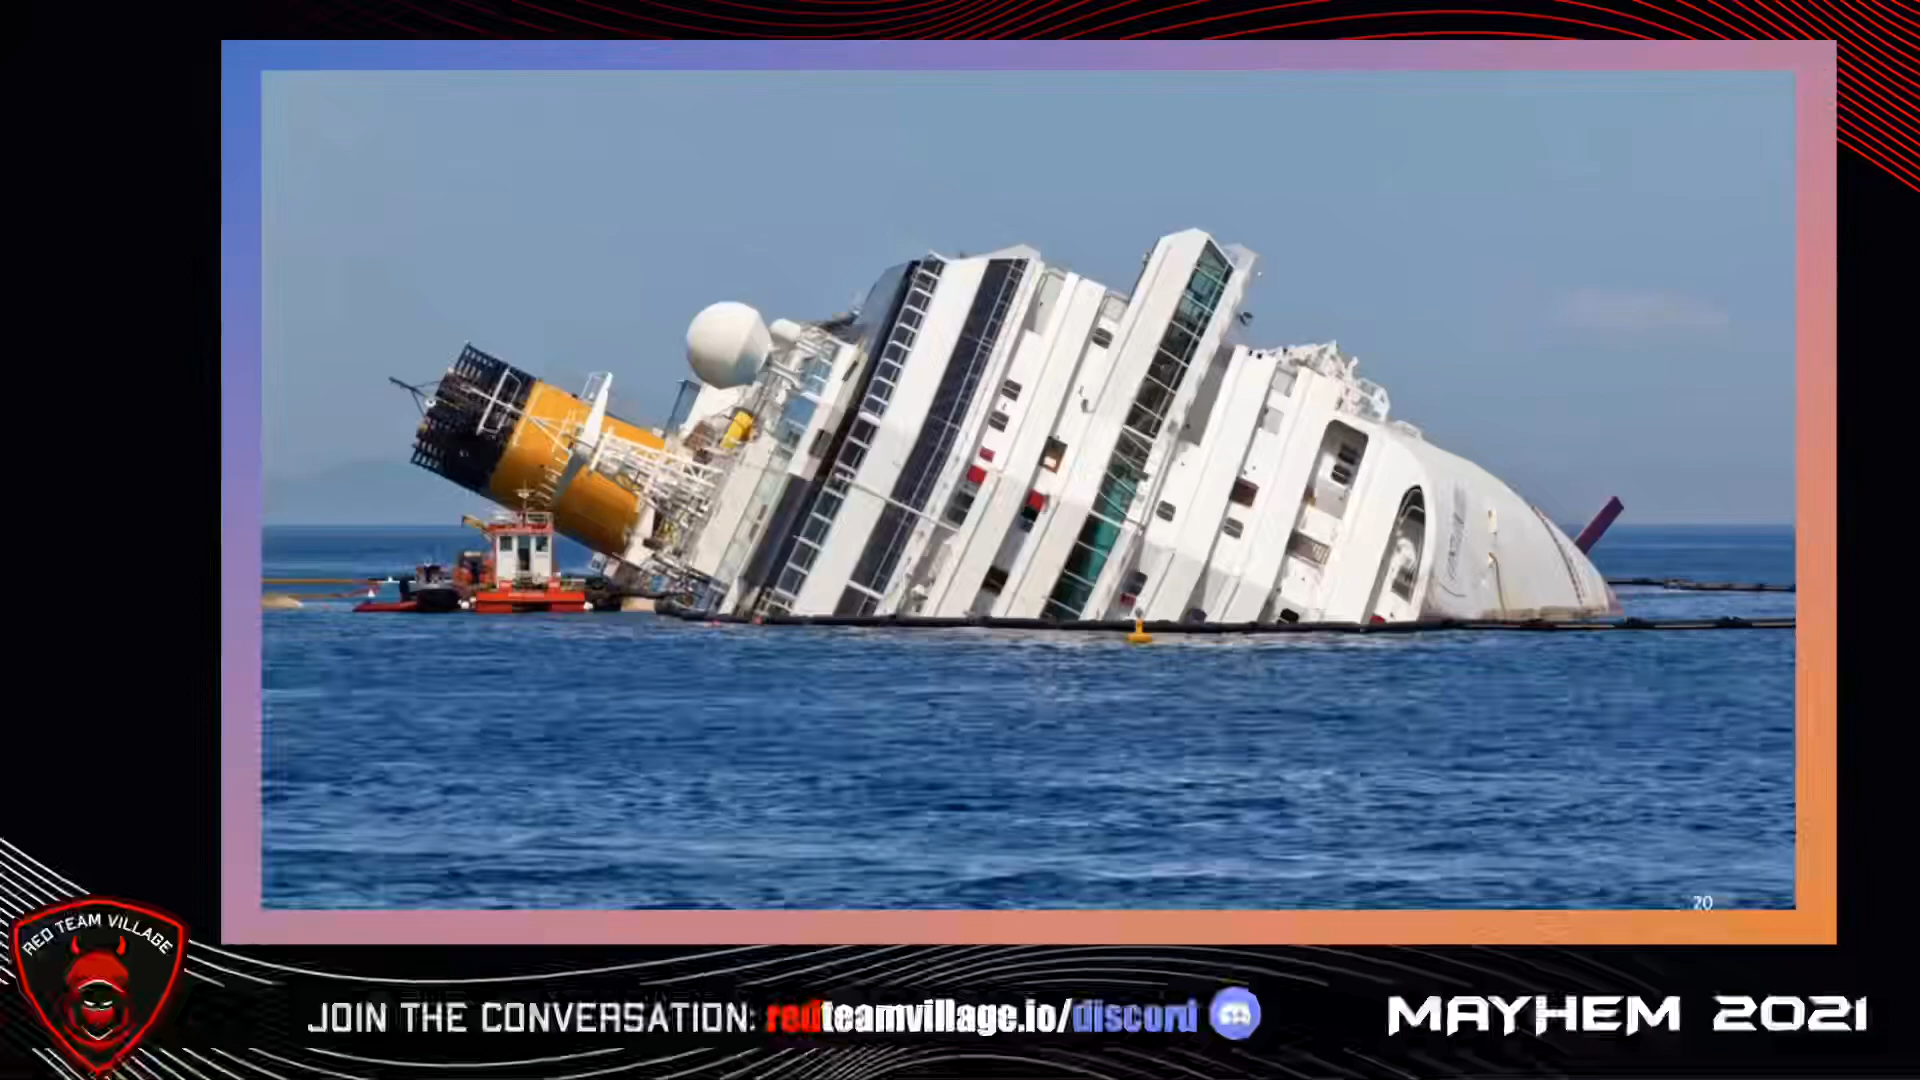 20
RED TEAM VILLAGE
JOIN THE CONVERSATION: redteamvillage.io/discord
MAYHEM 2021